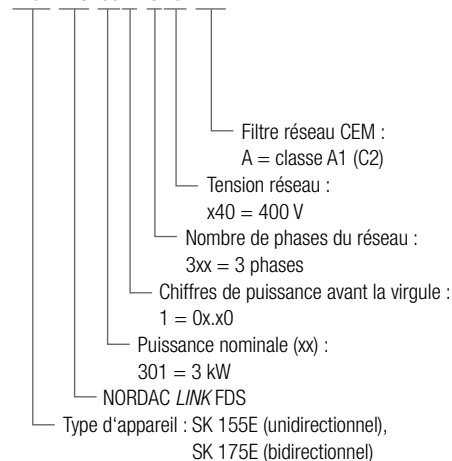 Filtre réseau CEM :
A = classe A1 (C2)
Tension réseau :
x40 = 400 V
Nombre de phases du réseau :
3xx = 3 phases
Chiffres de puissance avant la virgule :
1 = 0x.x0
Puissance nominale (xx) :
301 = 3 kW
NORDAC LINK FDS
Type d'appareil : SK 155E (unidirectionnel),
SK 175E (bidirectionnel)